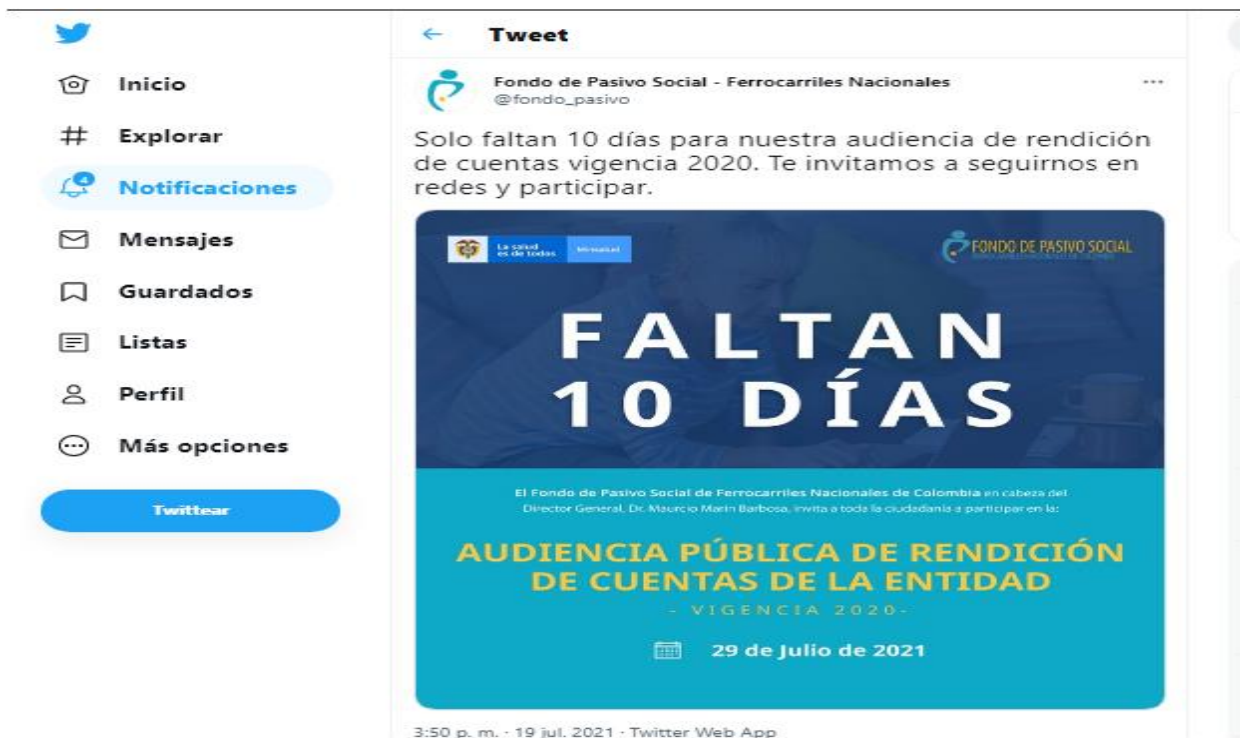 Tweet
Inicio
Explorar
4
Notificaciones
Mensajes
Guardados
Listas
Perfil
Más opciones
Twittear
Fondo de Pasivo Social - Ferrocarriles Nacionales
@fondo_pasivo
Solo faltan 10 días para nuestra audiencia de rendición
de cuentas vigencia 2020. Te invitamos a seguirnos en
redes y participar.
La salud
es de todos
Minsalud
FONDO DE PASIVO SOCIAL
FALTAN
10 DÍAS
El Fondo de Pasivo Social de Ferrocarriles Nacionales de Colombia en cabeza del
Director General, Dr. Mauricio Marín Barbosa, invita a toda la ciudadanía a participar en la:
AUDIENCIA PÚBLICA DE RENDICIÓN
DE CUENTAS DE LA ENTIDAD
- VIGENCIA 2020-
29 de Julio de 2021
3:50 p. m. · 19 jul. 2021 · Twitter Web App